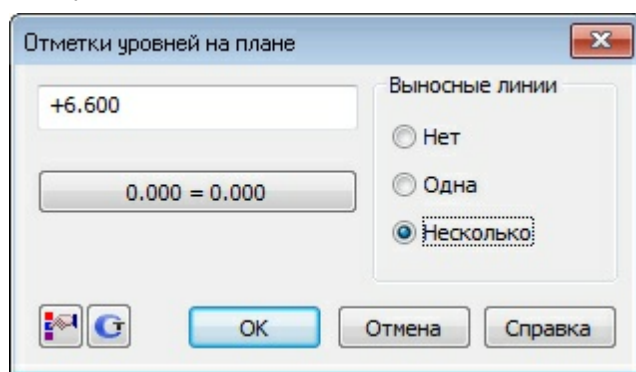 Отметки уровней на плане
+6.600
0.000 = 0.000
Выносные линии
Нет
Одна
Несколько
OK
Отмена
Справка